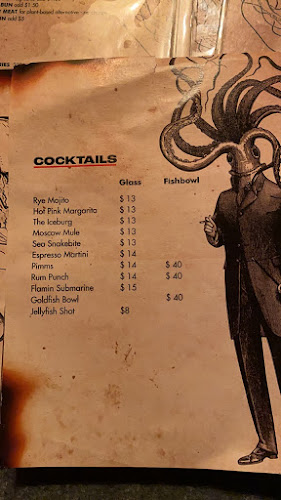 BUN add $1.50
MEAT for plant-based alternative
add $3
COCKTAILS
Glass Fishbowl
Rye Mojito $ 13
Hot Pink Margarita $ 13
The Iceburg $ 13
Moscow Mule $ 13
Sea Snakebite $ 13
Espresso Martini $ 14
Pimms $ 14 $ 40
Rum Punch $ 14 $ 40
Flamin Submarine $ 15
Goldfish Bowl $ 40
Jellyfish Shot $8